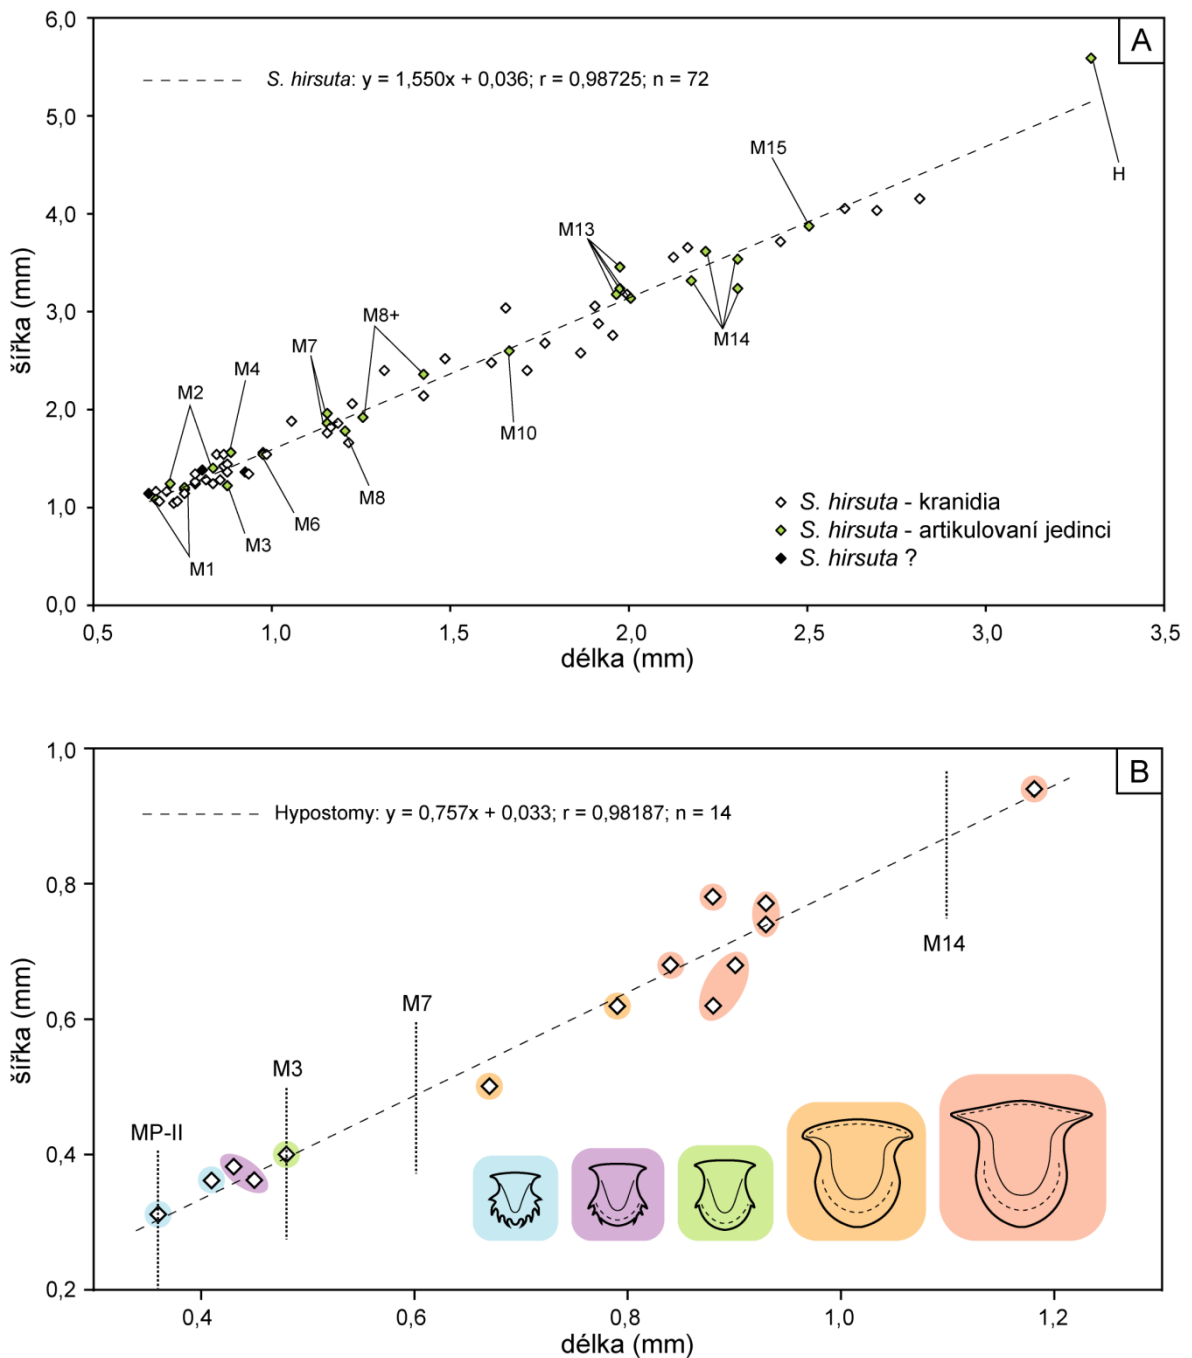 A
6,0
5,0
4,0
3,0
2,0
1,0
0,0
šířka (mm)
S. hirsuta: y = 1,550x + 0,036; r = 0,98725; n = 72
M15
H
M13
M14
M8+
M7
M4
M2
M10
M8
M6
M3
M1
S. hirsuta - kranidia
S. hirsuta - artikulovaní jedinci
S. hirsuta ?
0,5 1,0 1,5 2,0 2,5 3,0 3,5
délka (mm)
B
1,0
0,8
0,6
0,4
0,2
šířka (mm)
Hypostomy: y = 0,757x + 0,033; r = 0,98187; n = 14
M14
M7
M3
MP-II
0,4 0,6 0,8 1,0 1,2
délka (mm)